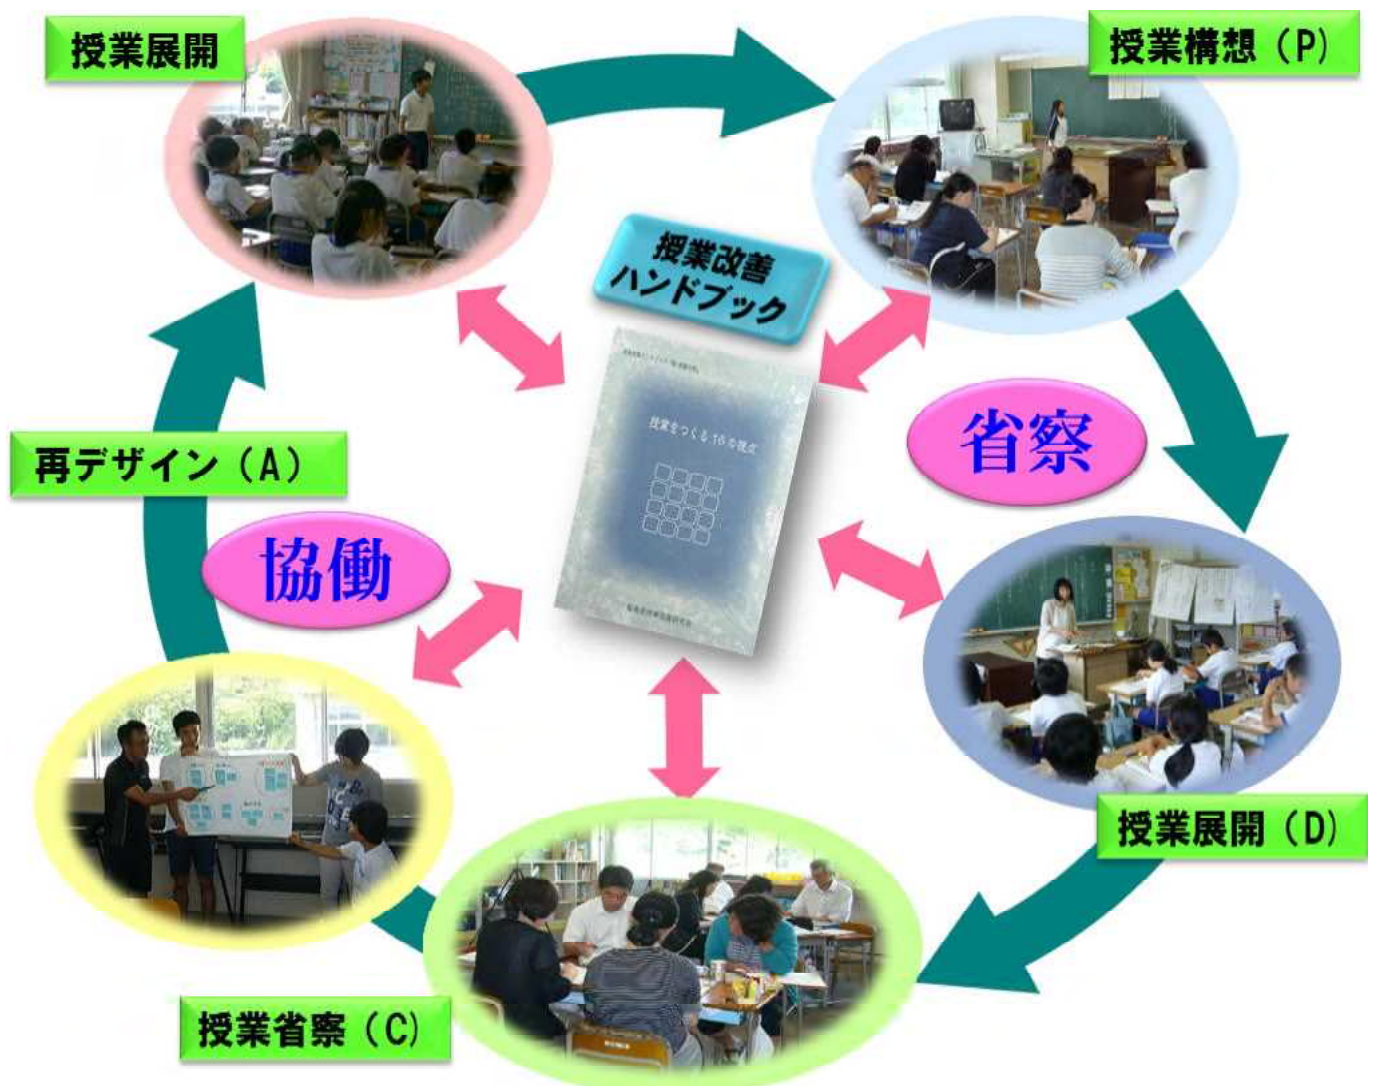 授業展開
授業構想（P）
授業改善
ハンドブック
授業をつくる16の視点
省察
再デザイン（A）
協働
授業展開（D）
授業省察（C）